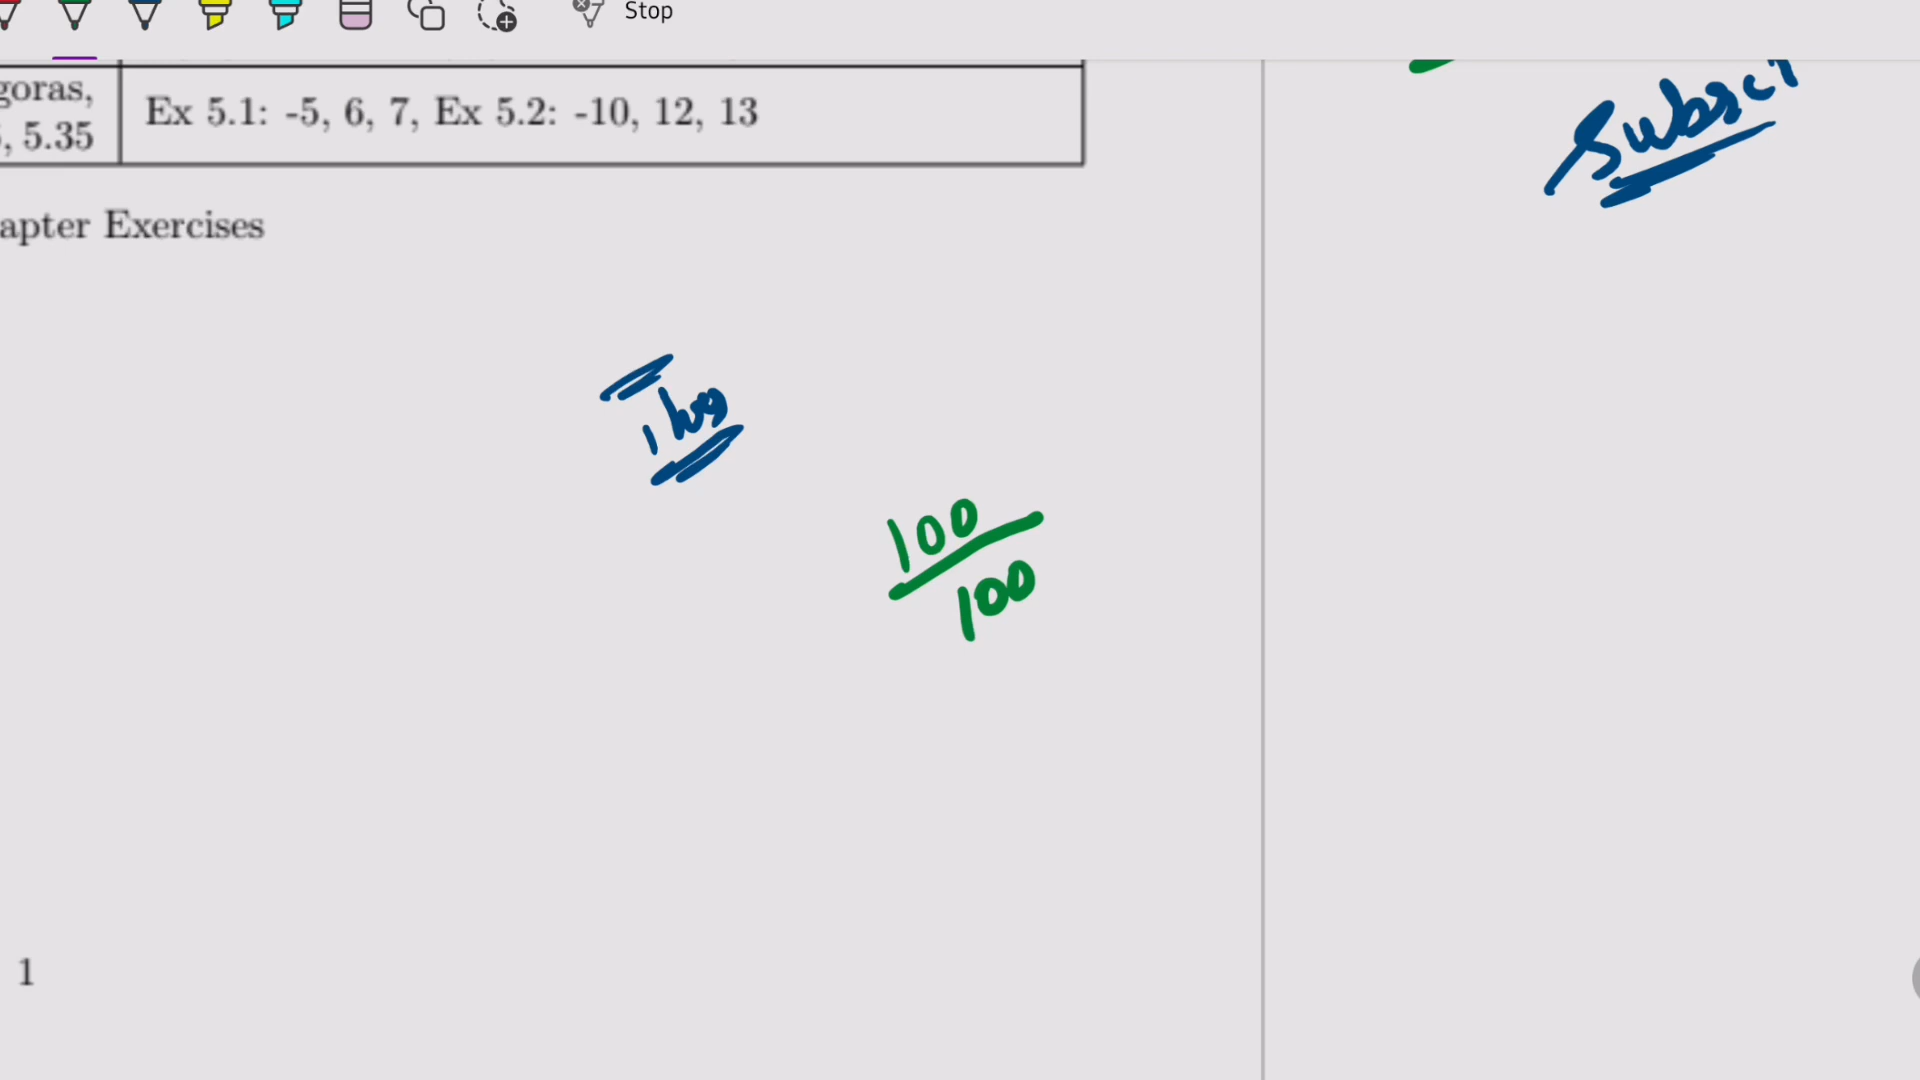 Stop
goras,
Ex 5.1: -5, 6, 7, Ex 5.2: -10, 12, 13
5.35
Subscr
apter Exercises
100
100
1